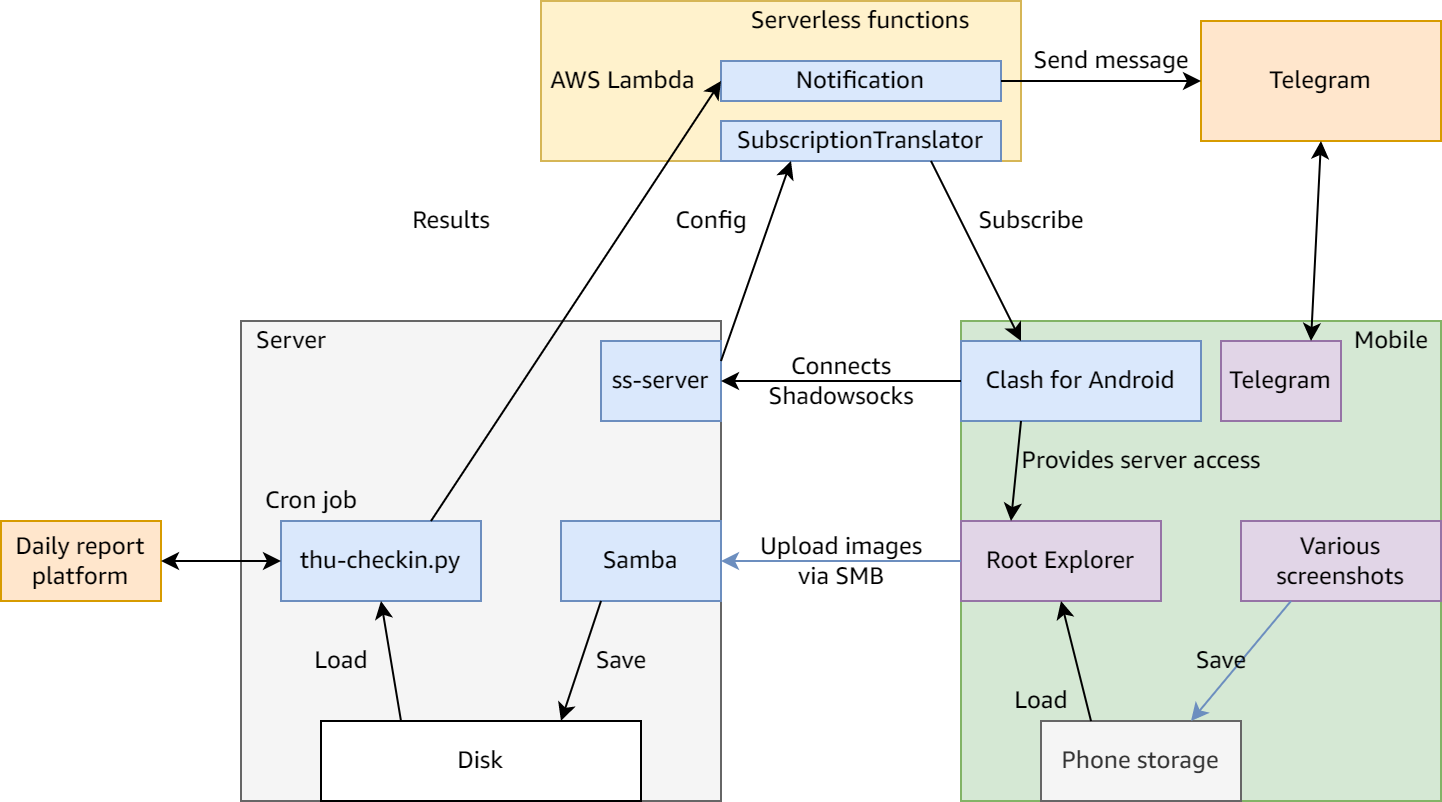 Serverless functions
AWS Lambda
Notification
Send message
Telegram
SubscriptionTranslator
Results
Config
Subscribe
Server
Mobile
ss-server
Connects
Shadowsocks
Clash for Android
Telegram
Provides server access
Cron job
Daily report
platform
thu-checkin.py
Samba
Upload images
via SMB
Root Explorer
Various
screenshots
Load
Save
Save
Load
Disk
Phone storage